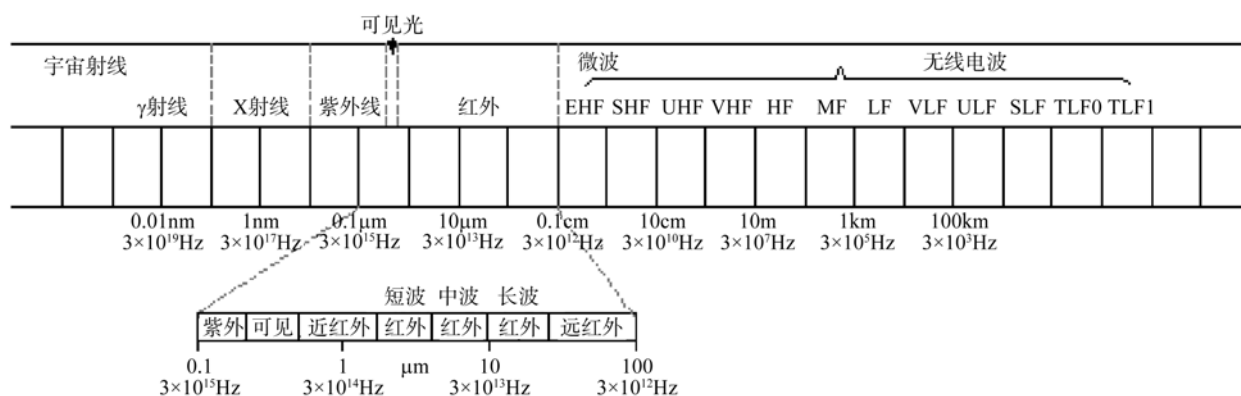 可见光
宇宙射线 微波 无线电波
γ射线 X射线 紫外线 红外 EHF SHF UHF VHF HF MF LF VLF ULF SLF TLF0 TLF1
0.01nm 1nm 0.1μm 10μm 0.1cm 10cm 10m 1km 100km
3×10¹⁹Hz 3×10¹⁷Hz 3×10¹⁵Hz 3×10¹³Hz 3×10¹²Hz 3×10¹⁰Hz 3×10⁷Hz 3×10⁵Hz 3×10³Hz
短波 中波 长波
紫外 可见 近红外 红外 红外 红外 远红外
0.1 1 μm 10 100
3×10¹⁵Hz 3×10¹⁴Hz 3×10¹³Hz 3×10¹²Hz